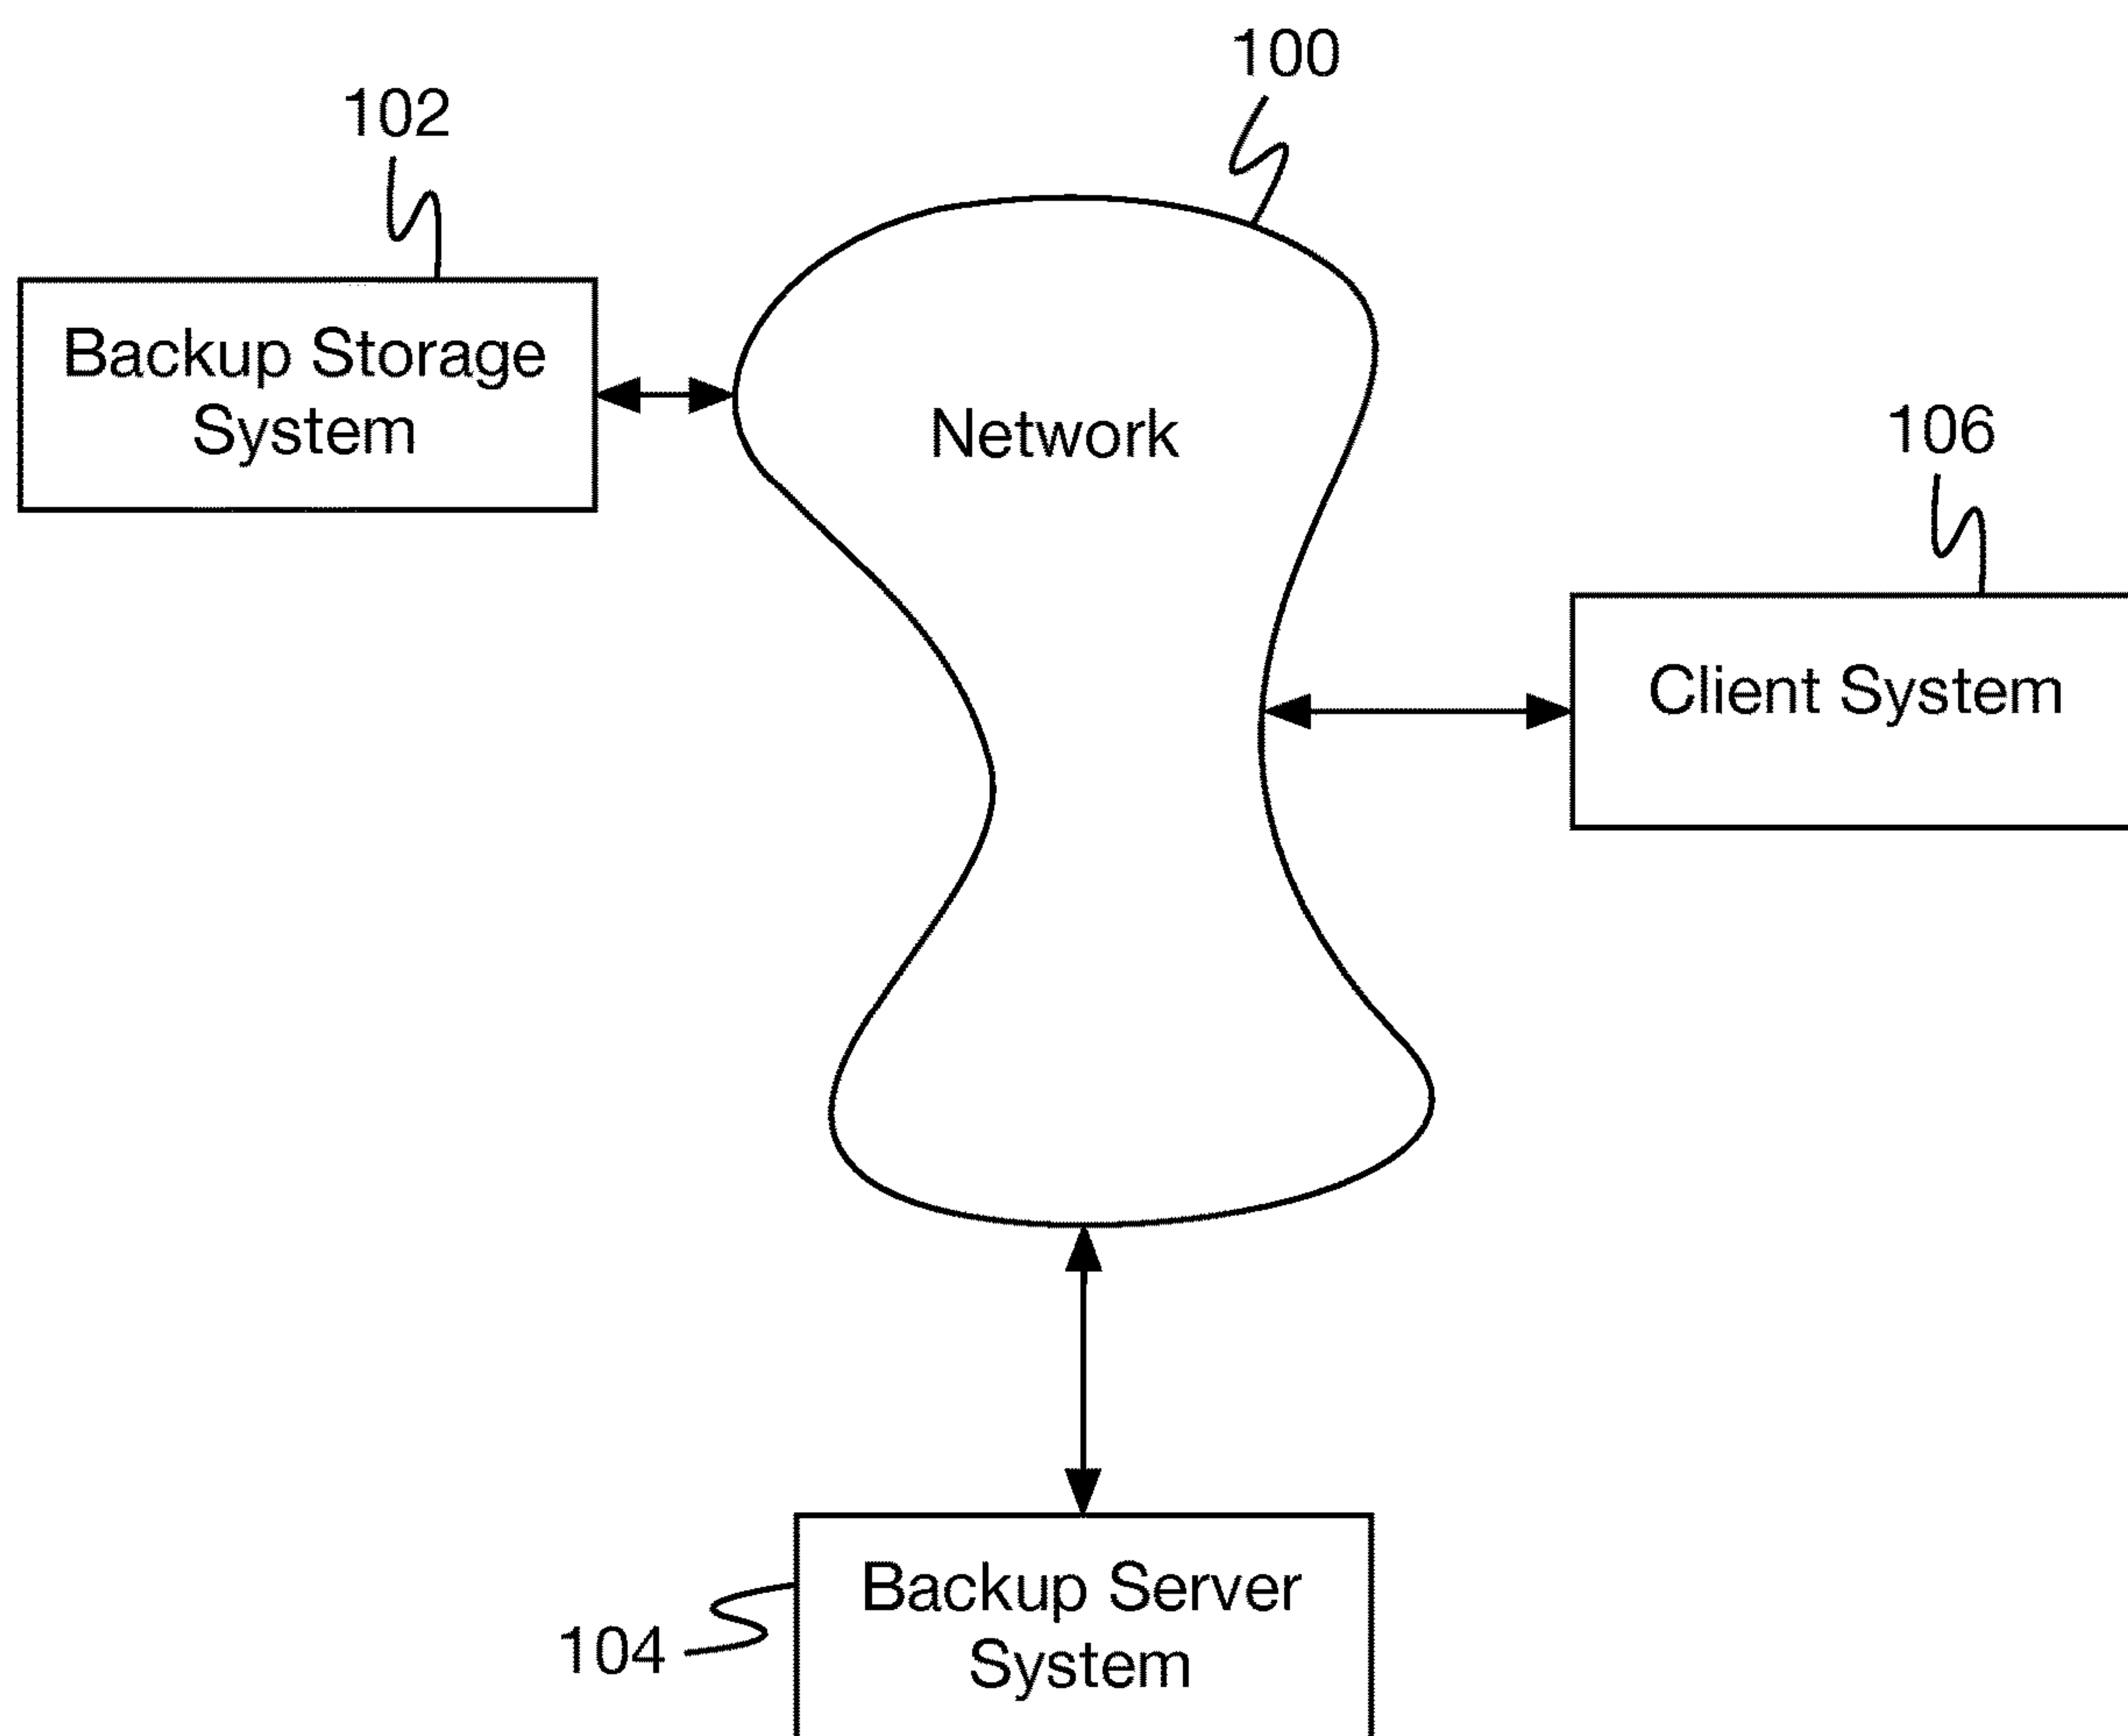 100
102
Backup Storage
System
Network
106
Client System
Backup Server
System
104